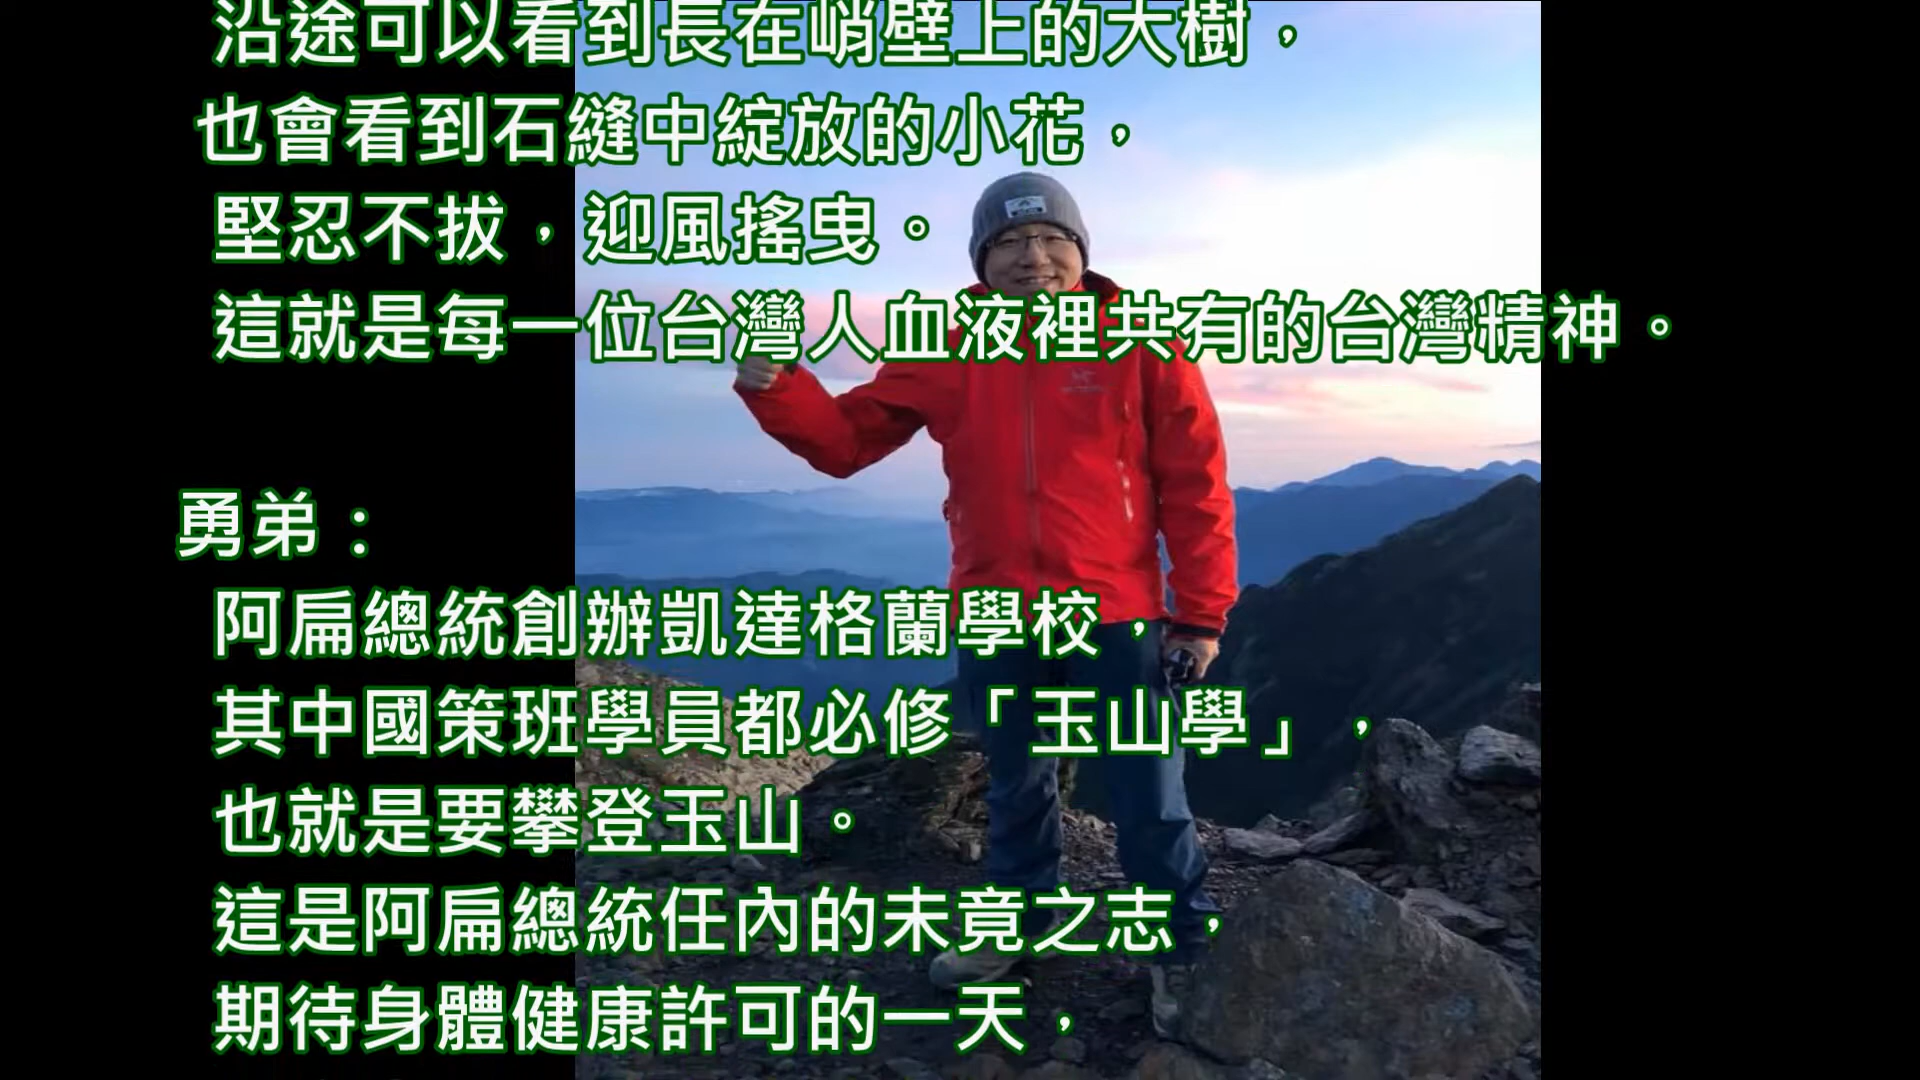 沿途可以看到長在峭壁上的大樹，
也會看到石縫中綻放的小花，
堅忍不拔，迎風搖曳。
這就是每一位台灣人血液裡共有的台灣精神。
勇弟：
阿扁總統創辦凱達格蘭學校，
其中國策班學員都必修「玉山學」，
也就是要攀登玉山。
這是阿扁總統任內的未竟之志，
期待身體健康許可的一天，